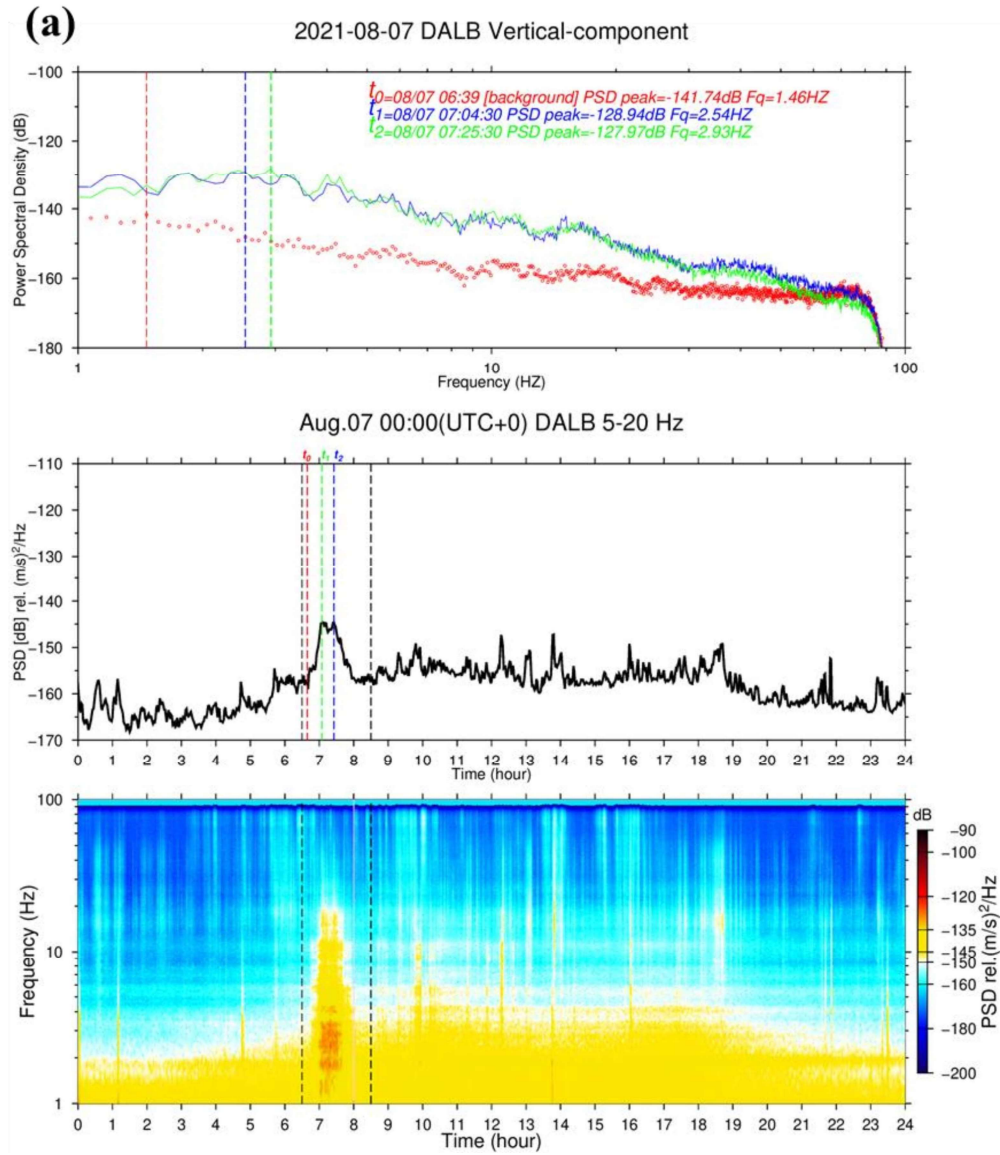 (a)
2021-08-07 DALB Vertical-component
t0=08/07 06:39 [background] PSD peak=-141.74dB Fq=1.46HZ
t1=08/07 07:04:30 PSD peak=-128.94dB Fq=2.54HZ
t2=08/07 07:25:30 PSD peak=-127.97dB Fq=2.93HZ
Power Spectral Density (dB)
-100
-120
-140
-160
-180
1
10
100
Frequency (HZ)
Aug.07 00:00(UTC+0) DALB 5-20 Hz
t0 t1 t2
PSD [dB] rel. (m/s)²/Hz
-110
-120
-130
-140
-150
-160
-170
0 1 2 3 4 5 6 7 8 9 10 11 12 13 14 15 16 17 18 19 20 21 22 23 24
Time (hour)
Frequency (Hz)
100
10
1
0 1 2 3 4 5 6 7 8 9 10 11 12 13 14 15 16 17 18 19 20 21 22 23 24
Time (hour)
dB
-90
-100
-120
-135
-145
-150
-160
-180
-200
PSD rel.(m/s)²/Hz